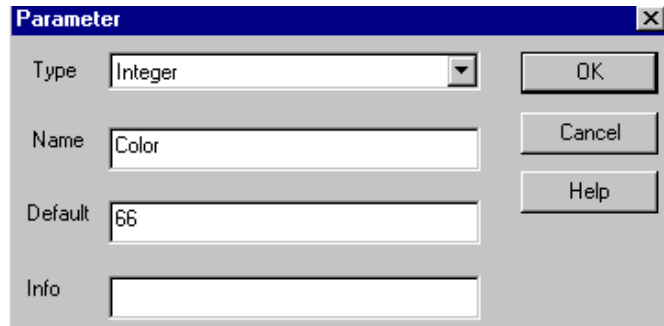 Parameter
Type Integer OK
Name Color Cancel
Default 66 Help
Info